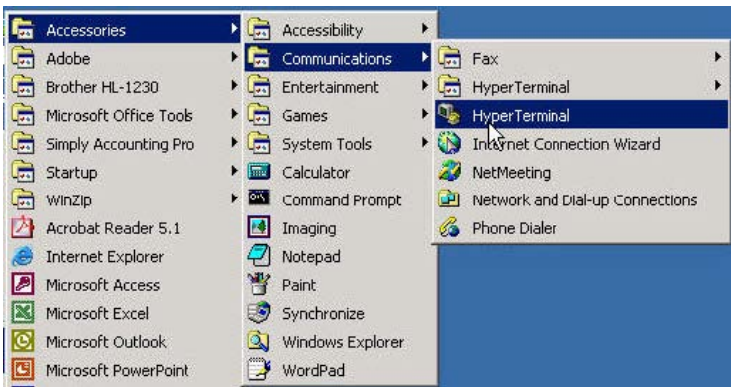 Accessories
Adobe
Brother HL-1230
Microsoft Office Tools
Simply Accounting Pro
Startup
WinZip
Acrobat Reader 5.1
Internet Explorer
Microsoft Access
Microsoft Excel
Microsoft Outlook
Microsoft PowerPoint
Accessibility
Communications
Entertainment
Games
System Tools
Calculator
Command Prompt
Imaging
Notepad
Paint
Synchronize
Windows Explorer
WordPad
Fax
HyperTerminal
HyperTerminal
Internet Connection Wizard
NetMeeting
Network and Dial-up Connections
Phone Dialer